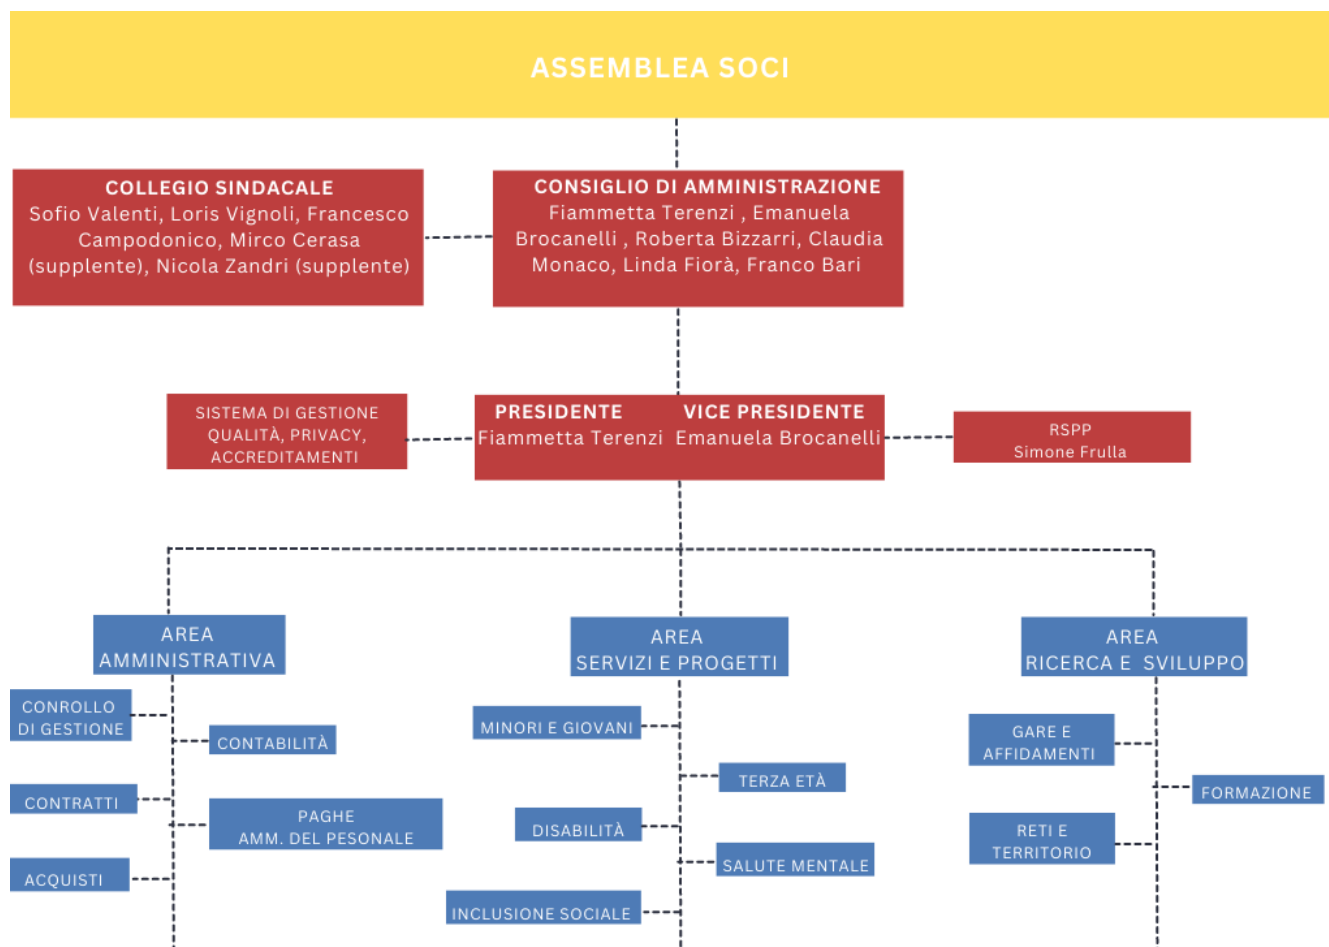 ASSEMBLEA SOCI
COLLEGIO SINDACALE
Sofio Valenti, Loris Vignoli, Francesco
Campodonico, Mirco Cerasa
(supplente), Nicola Zandri (supplente)
CONSIGLIO DI AMMINISTRAZIONE
Fiammetta Terenzi , Emanuela
Brocanelli , Roberta Bizzarri, Claudia
Monaco, Linda Fiorà, Franco Bari
SISTEMA DI GESTIONE
QUALITÀ, PRIVACY,
ACCREDITAMENTI
PRESIDENTE VICE PRESIDENTE
Fiammetta Terenzi Emanuela Brocanelli
RSPP
Simone Frulla
AREA
AMMINISTRATIVA
CONROLLO
DI GESTIONE
CONTABILITÀ
CONTRATTI
PAGHE
AMM. DEL PESONALE
ACQUISTI
AREA
SERVIZI E PROGETTI
MINORI E GIOVANI
TERZA ETÀ
DISABILITÀ
SALUTE MENTALE
INCLUSIONE SOCIALE
AREA
RICERCA E SVILUPPO
GARE E
AFFIDAMENTI
FORMAZIONE
RETI E
TERRITORIO